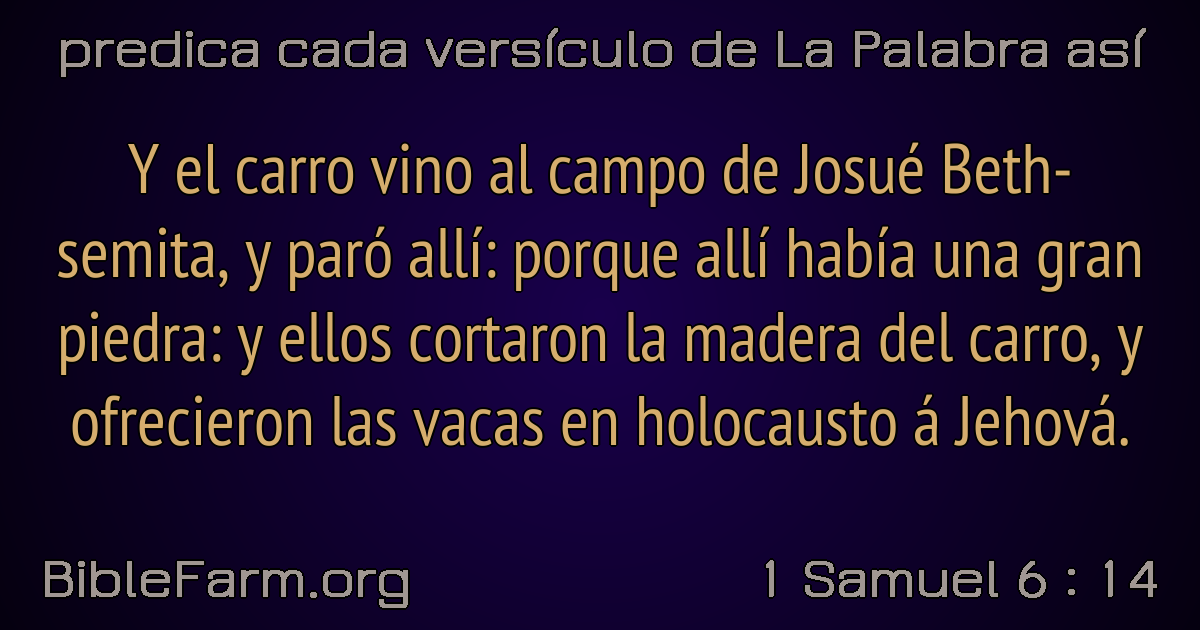 predica cada versículo de La Palabra así
Y el carro vino al campo de Josué Beth-
semita, y paró allí: porque allí había una gran
piedra: y ellos cortaron la madera del carro, y
ofrecieron las vacas en holocausto á Jehová.
BibleFarm.org
1 Samuel 6 : 14